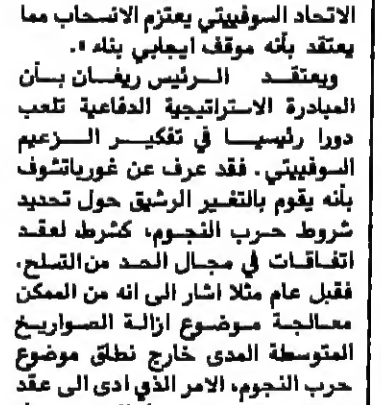 الاتحاد السوفييتي يعتزم الانسحاب مما
يعتقد بأنه موقف ايجابي بناء ».
ويعتقد الرئيس ريغان بأن
المبادرة الاستراتيجية الدفاعية تلعب
دورا رئيسيا في تفكير الزعيم
السوفييتي. فقد عرف عن غورباتشوف
بأنه يقوم بالتغير الرشيق حول تحديد
شروط حرب النجوم، كشرط لعقد
اتفاقات في مجال الحد من التسلح.
فقبل عام مثلا اشار الى انه من الممكن
معالجة موضوع ازالة الصواريخ
المتوسطة المدى خارج نطاق موضوع
حرب النجوم، الامر الذي ادى الى عقد